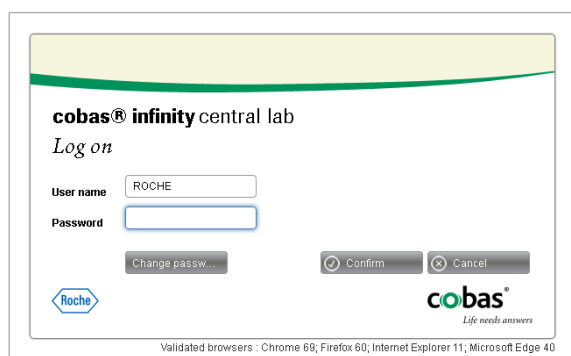 cobas® infinity central lab
Log on
User name ROCHE
Password
Change passw... Confirm Cancel
Roche cobas®
Life needs answers
Validated browsers : Chrome 69; Firefox 60; Internet Explorer 11; Microsoft Edge 40